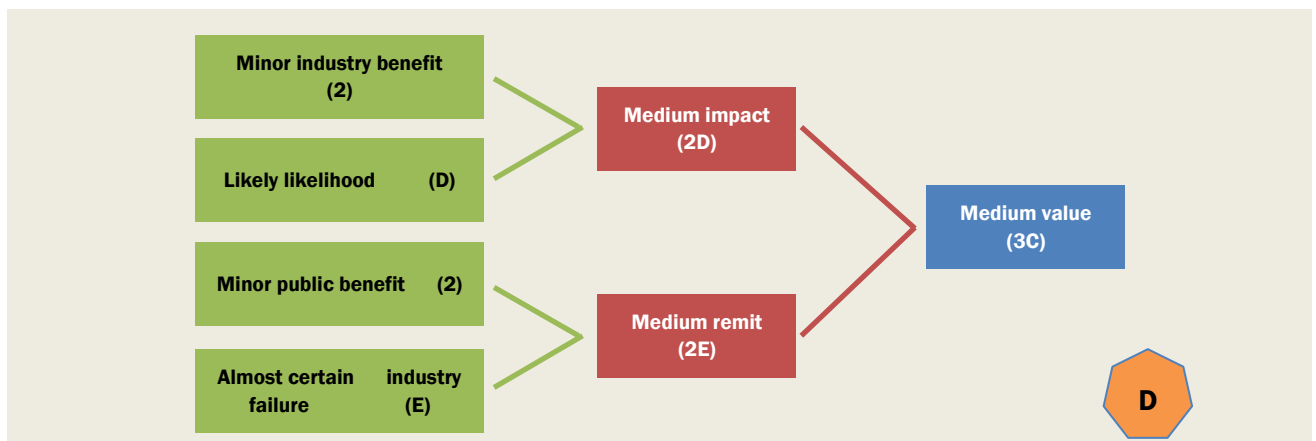 Minor industry benefit
(2)
Likely likelihood (D)
Minor public benefit (2)
Almost certain industry
failure (E)
Medium impact
(2D)
Medium remit
(2E)
Medium value
(3C)
D